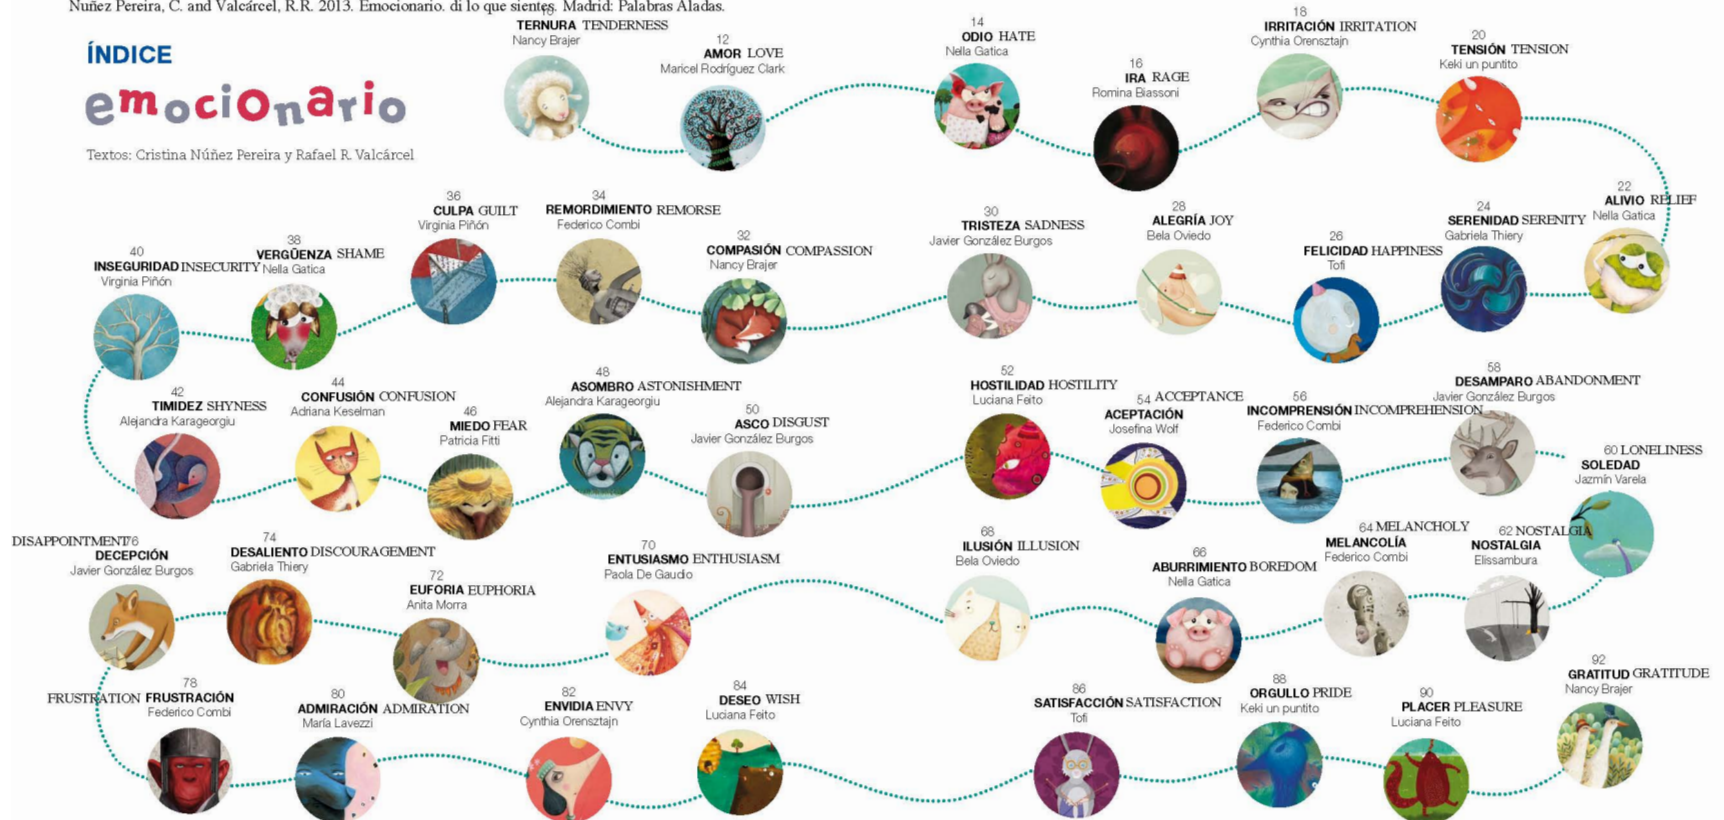 Nuñez Pereira, C. and Valcárcel, R.R. 2013. Emocionario. di lo que sientes. Madrid: Palabras Aladas.
ÍNDICE
emocionario
Textos: Cristina Núñez Pereira y Rafael R. Valcárcel
TERNURA TENDERNESS
Nancy Brajer
12
AMOR LOVE
Maricel Rodríguez Clark
14
ODIO HATE
Nella Gatica
16
IRA RAGE
Romina Biassoni
18
IRRITACIÓN IRRITATION
Cynthia Orensztajn
20
TENSIÓN TENSION
Keki un puntito
22
ALIVIO RELIEF
Nella Gatica
24
SERENIDAD SERENITY
Gabriela Thiery
26
FELICIDAD HAPPINESS
Tofi
28
ALEGRÍA JOY
Bela Oviedo
30
TRISTEZA SADNESS
Javier González Burgos
32
COMPASIÓN COMPASSION
Nancy Brajer
34
REMORDIMIENTO REMORSE
Federico Combi
36
CULPA GUILT
Virginia Piñón
38
VERGÜENZA SHAME
Nella Gatica
40
INSEGURIDAD INSECURITY
Virginia Piñón
42
TIMIDEZ SHYNESS
Alejandra Karageorgiu
44
CONFUSIÓN CONFUSION
Adriana Keselman
46
MIEDO FEAR
Patricia Fitti
48
ASOMBRO ASTONISHMENT
Alejandra Karageorgiu
50
ASCO DISGUST
Javier González Burgos
52
HOSTILIDAD HOSTILITY
Luciana Feito
54 ACCEPTANCE
ACEPTACIÓN
Josefina Wolf
56
INCOMPRENSIÓN INCOMPREHENSION
Federico Combi
58
DESAMPARO ABANDONMENT
Javier González Burgos
60 LONELINESS
SOLEDAD
Jazmín Varela
62 NOSTALGIA
NOSTALGIA
Elissambura
64 MELANCHOLY
MELANCOLÍA
Federico Combi
66
ABURRIMIENTO BOREDOM
Nella Gatica
68
ILUSIÓN ILLUSION
Bela Oviedo
70
ENTUSIASMO ENTHUSIASM
Paola De Gaudio
72
EUFORIA EUPHORIA
Anita Morra
74
DESALIENTO DISCOURAGEMENT
Gabriela Thiery
DISAPPOINTMENT 76
DECEPCIÓN
Javier González Burgos
78
FRUSTRATION FRUSTRACIÓN
Federico Combi
80
ADMIRACIÓN ADMIRATION
María Lavezzi
82
ENVIDIA ENVY
Cynthia Orensztajn
84
DESEO WISH
Luciana Feito
86
SATISFACCIÓN SATISFACTION
Tofi
88
ORGULLO PRIDE
Keki un puntito
90
PLACER PLEASURE
Luciana Feito
92
GRATITUD GRATITUDE
Nancy Brajer